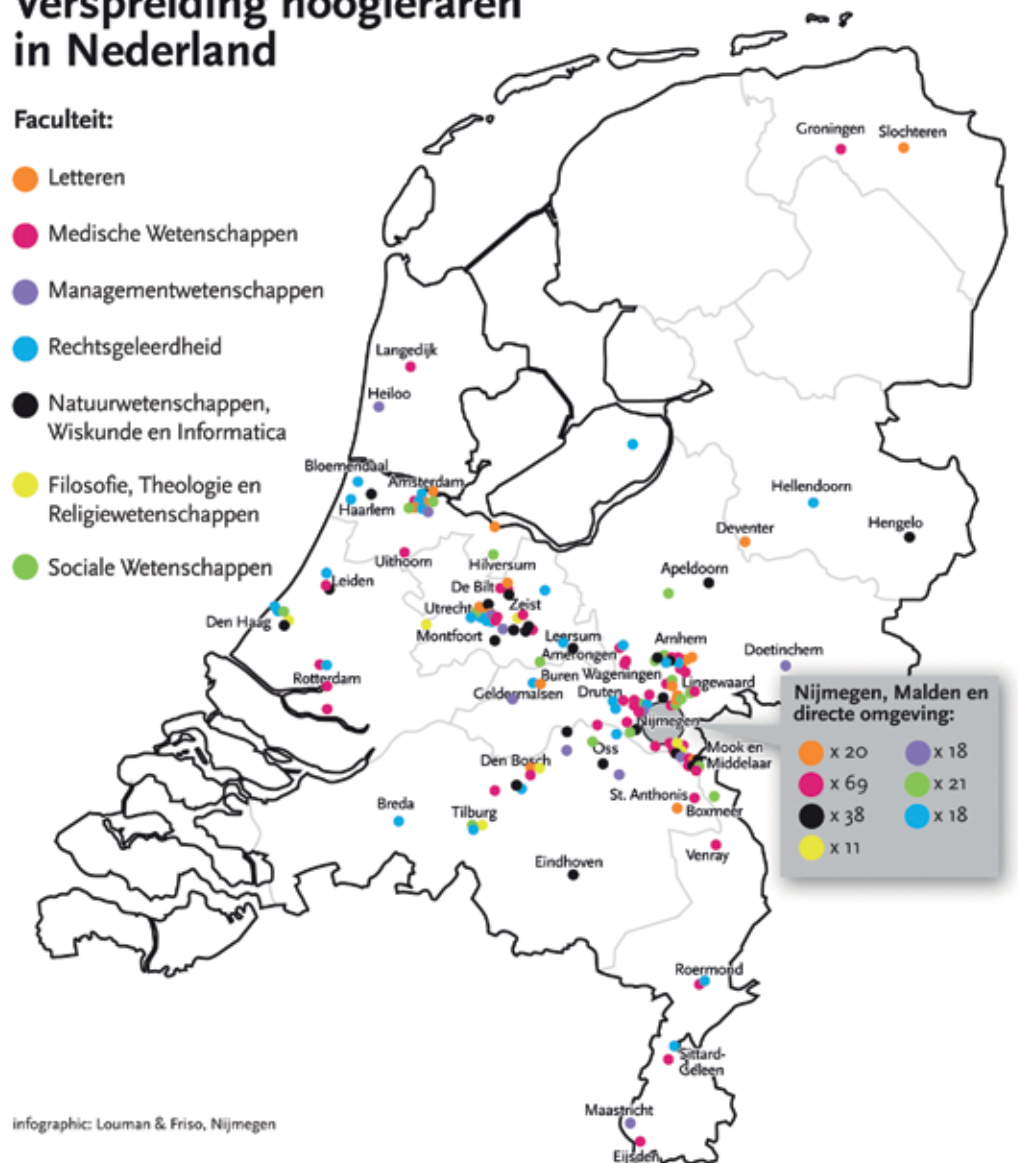 Verspreiding hoogleraren
in Nederland
Faculteit:
Letteren
Medische Wetenschappen
Managementwetenschappen
Rechtsgeleerdheid
Natuurwetenschappen,
Wiskunde en Informatica
Filosofie, Theologie en
Religiewetenschappen
Sociale Wetenschappen
Groningen
Slochteren
Langedijk
Heiloo
Bloemendaal
Amsterdam
Haarlem
Hellendoorn
Hengelo
Deventer
Uithoorn
Hilversum
Apeldoorn
Leiden
De Bilt
Utrecht
Zeist
Den Haag
Montfoort
Leersum
Arnhem
Amerongen
Doetinchem
Rotterdam
Buren
Wageningen
Lingewaard
Geldermalsen
Druten
Nijmegen
Nijmegen, Malden en
directe omgeving:
x 20
x 18
x 69
x 21
x 38
x 18
x 11
Oss
Mook en
Middelaar
Den Bosch
St. Anthonis
Boxmeer
Breda
Tilburg
Venray
Eindhoven
Roermond
Sittard-
Geleen
Maastricht
Eijsden
infographic: Louman & Friso, Nijmegen